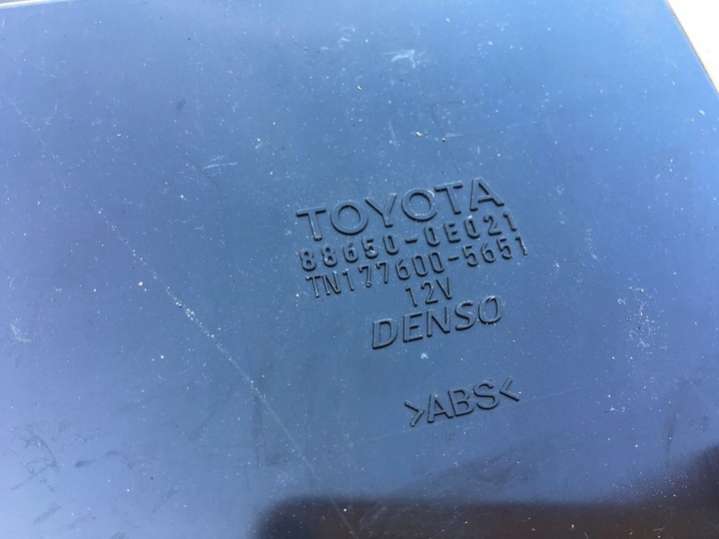 TOYOTA
88650-0E021
TN177600-5651
12V
DENSO
>ABS<